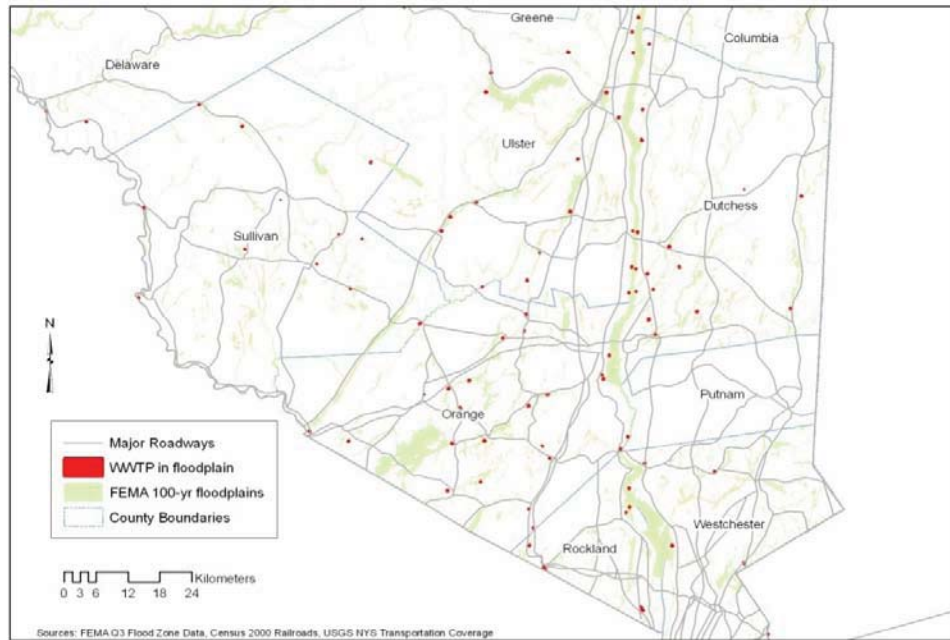 Greene
Columbia
Delaware
Ulster
Dutchess
Sullivan
N
Putnam
Orange
Major Roadways
WWTP in floodplain
FEMA 100-yr floodplains
County Boundaries
Westchester
Rockland
Kilometers
0 3 6 12 18 24
Sources: FEMA Q3 Flood Zone Data, Census 2000 Railroads, USGS NYS Transportation Coverage